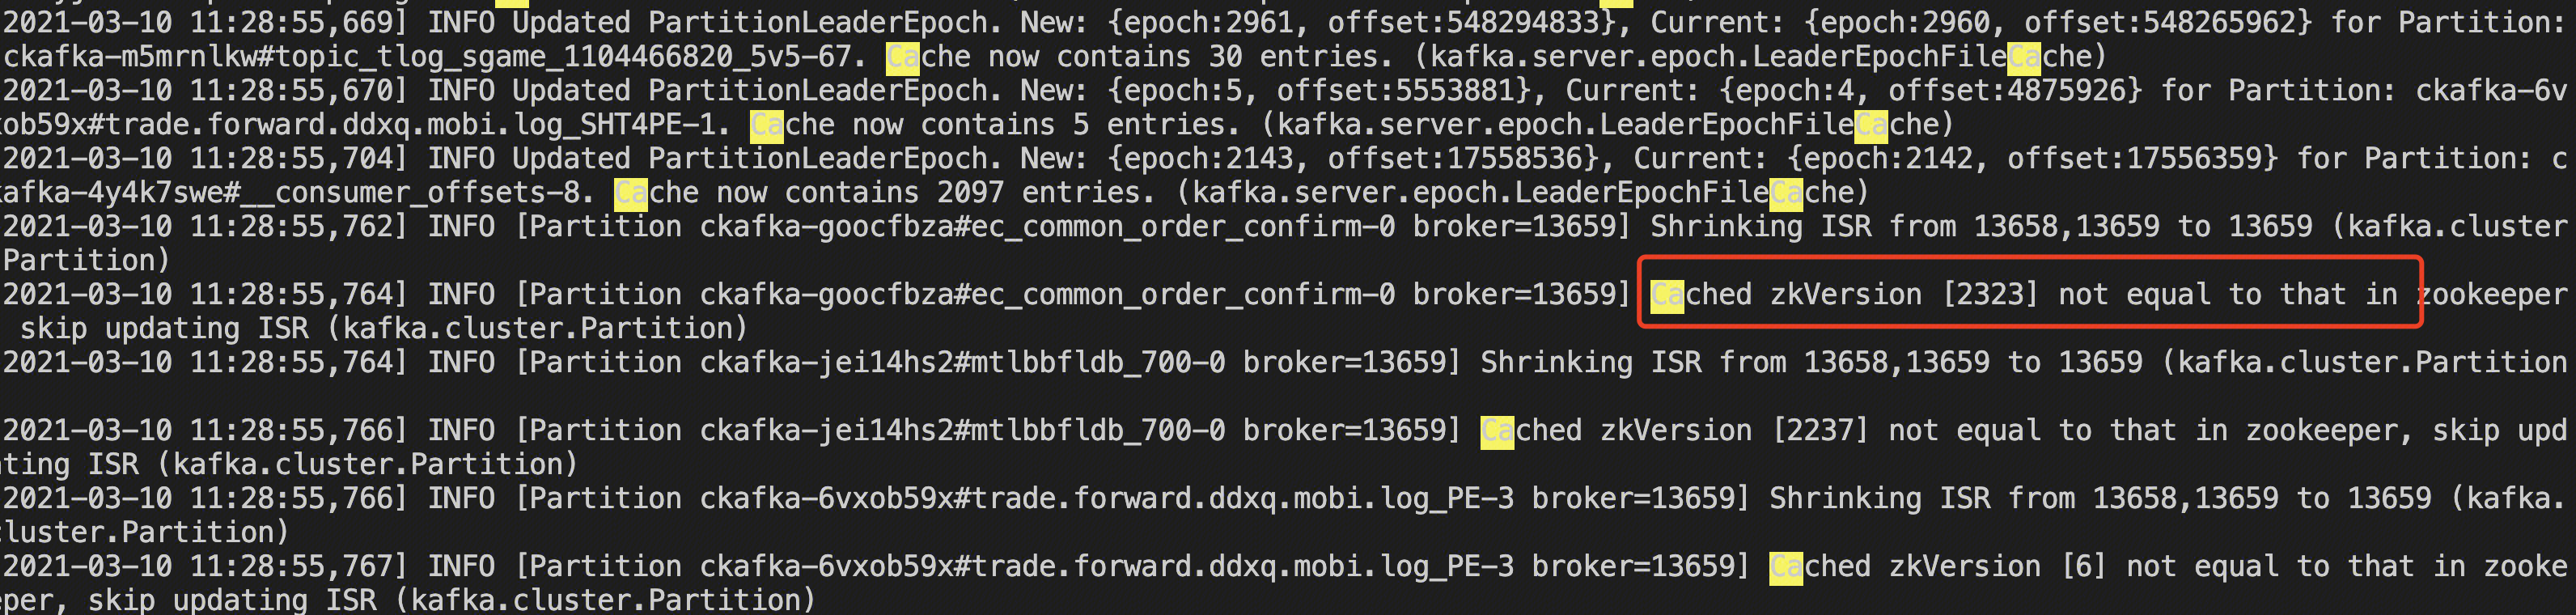 2021-03-10 11:28:55,669] INFO Updated PartitionLeaderEpoch. New: {epoch:2961, offset:548294833}, Current: {epoch:2960, offset:548265962} for Partition:
ckafka-m5mrnlkw#topic_tlog_sgame_1104466820_5v5-67. Cache now contains 30 entries. (kafka.server.epoch.LeaderEpochFileCache)
2021-03-10 11:28:55,670] INFO Updated PartitionLeaderEpoch. New: {epoch:5, offset:5553881}, Current: {epoch:4, offset:4875926} for Partition: ckafka-6v
ob59x#trade.forward.ddxq.mobi.log_SHT4PE-1. Cache now contains 5 entries. (kafka.server.epoch.LeaderEpochFileCache)
2021-03-10 11:28:55,704] INFO Updated PartitionLeaderEpoch. New: {epoch:2143, offset:17558536}, Current: {epoch:2142, offset:17556359} for Partition: c
kafka-4y4k7swe#__consumer_offsets-8. Cache now contains 2097 entries. (kafka.server.epoch.LeaderEpochFileCache)
2021-03-10 11:28:55,762] INFO [Partition ckafka-goocfbza#ec_common_order_confirm-0 broker=13659] Shrinking ISR from 13658,13659 to 13659 (kafka.cluster
Partition)
2021-03-10 11:28:55,764] INFO [Partition ckafka-goocfbza#ec_common_order_confirm-0 broker=13659] Cached zkVersion [2323] not equal to that in zookeeper
skip updating ISR (kafka.cluster.Partition)
2021-03-10 11:28:55,764] INFO [Partition ckafka-jei14hs2#mtlbbfldb_700-0 broker=13659] Shrinking ISR from 13658,13659 to 13659 (kafka.cluster.Partition
2021-03-10 11:28:55,766] INFO [Partition ckafka-jei14hs2#mtlbbfldb_700-0 broker=13659] Cached zkVersion [2237] not equal to that in zookeeper, skip upd
ting ISR (kafka.cluster.Partition)
2021-03-10 11:28:55,766] INFO [Partition ckafka-6vxob59x#trade.forward.ddxq.mobi.log_PE-3 broker=13659] Shrinking ISR from 13658,13659 to 13659 (kafka.
cluster.Partition)
2021-03-10 11:28:55,767] INFO [Partition ckafka-6vxob59x#trade.forward.ddxq.mobi.log_PE-3 broker=13659] Cached zkVersion [6] not equal to that in zooke
per, skip updating ISR (kafka.cluster.Partition)